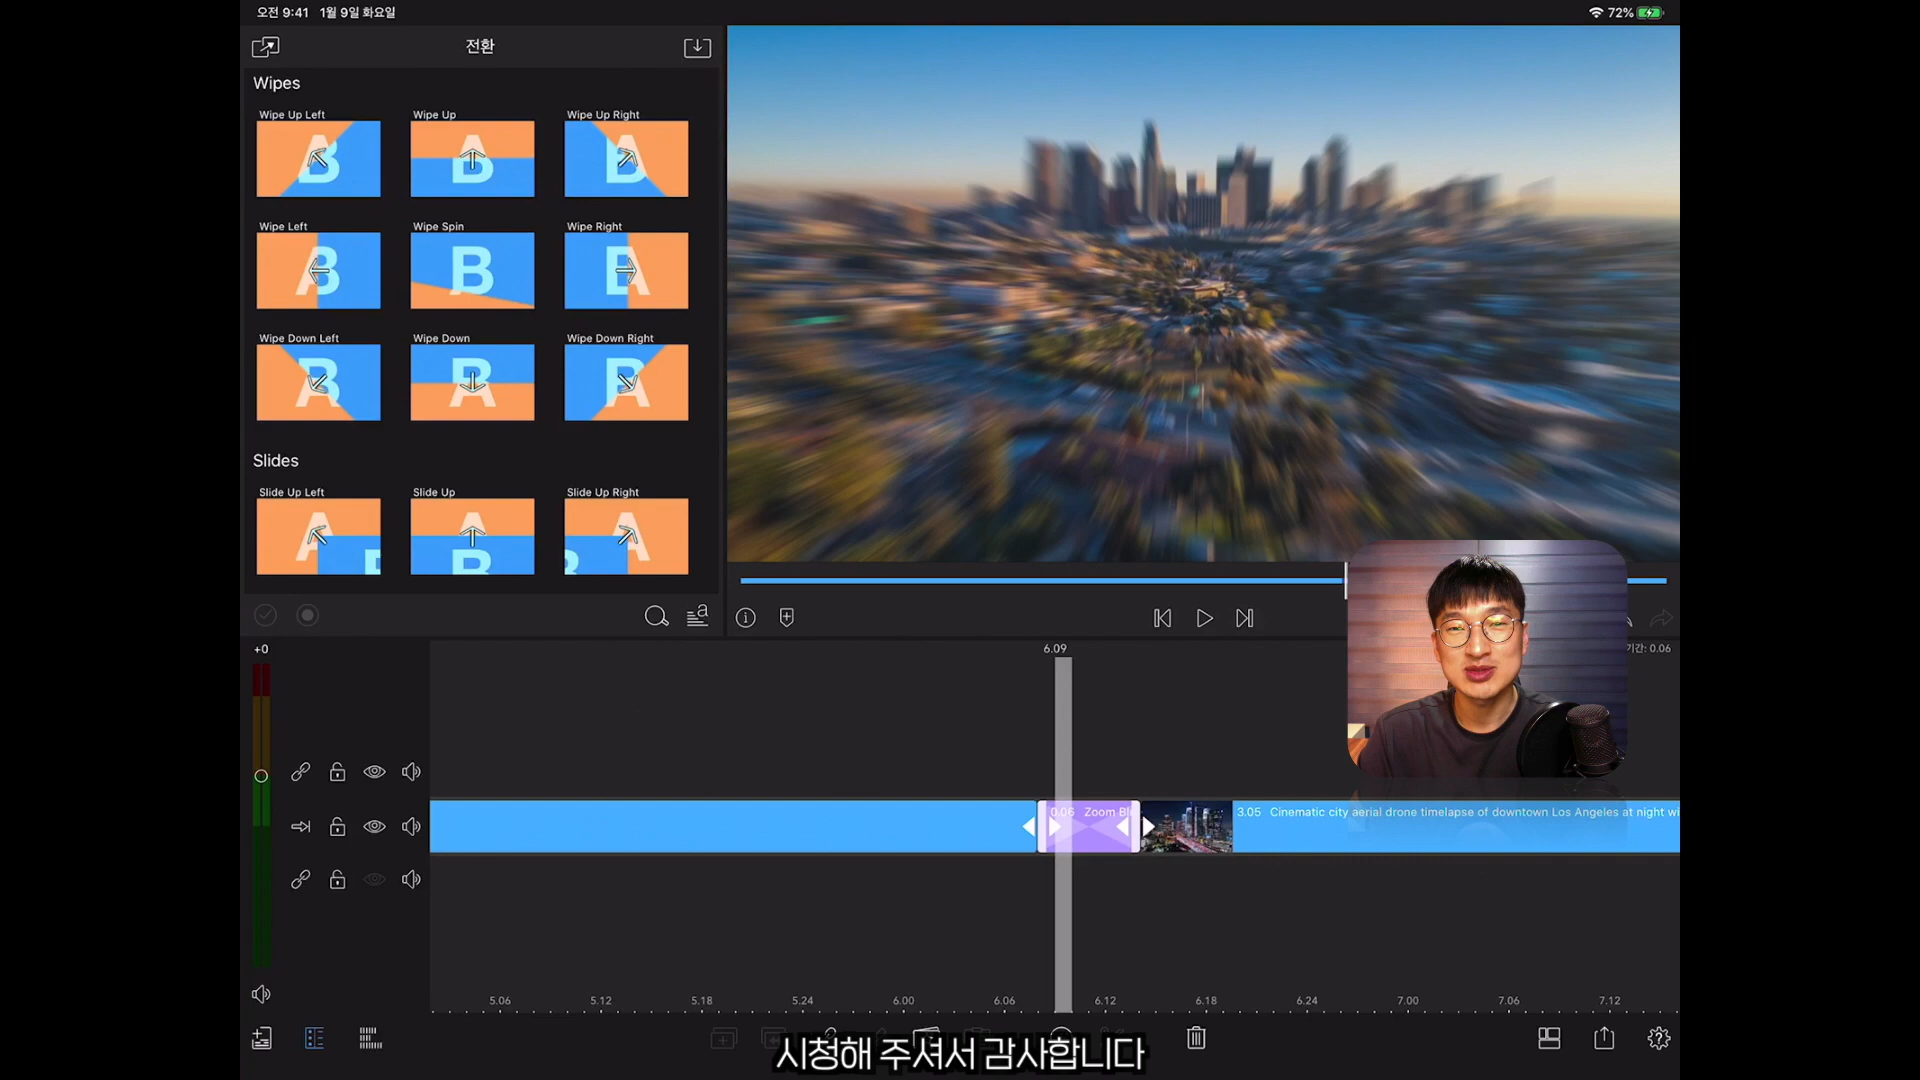 오전 9:41 1월 9일 화요일
72%
전환
Wipes
Wipe Up Left
Wipe Up
Wipe Up Right
A B
B
A B
Wipe Left
Wipe Spin
Wipe Right
A B
B
B A
Wipe Down Left
Wipe Down
Wipe Down Right
A B
B A
B A
Slides
Slide Up Left
Slide Up
Slide Up Right
A B
A B
A B
a
+0
6.09
기간: 0.06
0.06 Zoom Bl
3.05 Cinematic city aerial drone timelapse of downtown Los Angeles at night wi
5.06 5.12 5.18 5.24 6.00 6.06 6.12 6.18 6.24 7.00 7.06 7.12
시청해 주셔서 감사합니다